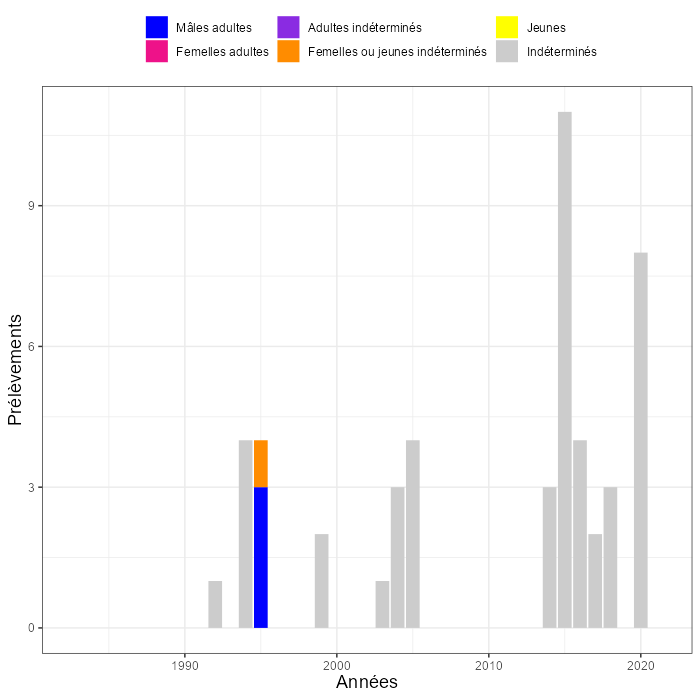 Mâles adultes
Adultes indéterminés
Jeunes
Femelles adultes
Femelles ou jeunes indéterminés
Indéterminés
9
6
3
0
Prélèvements
1990
2000
2010
2020
Années